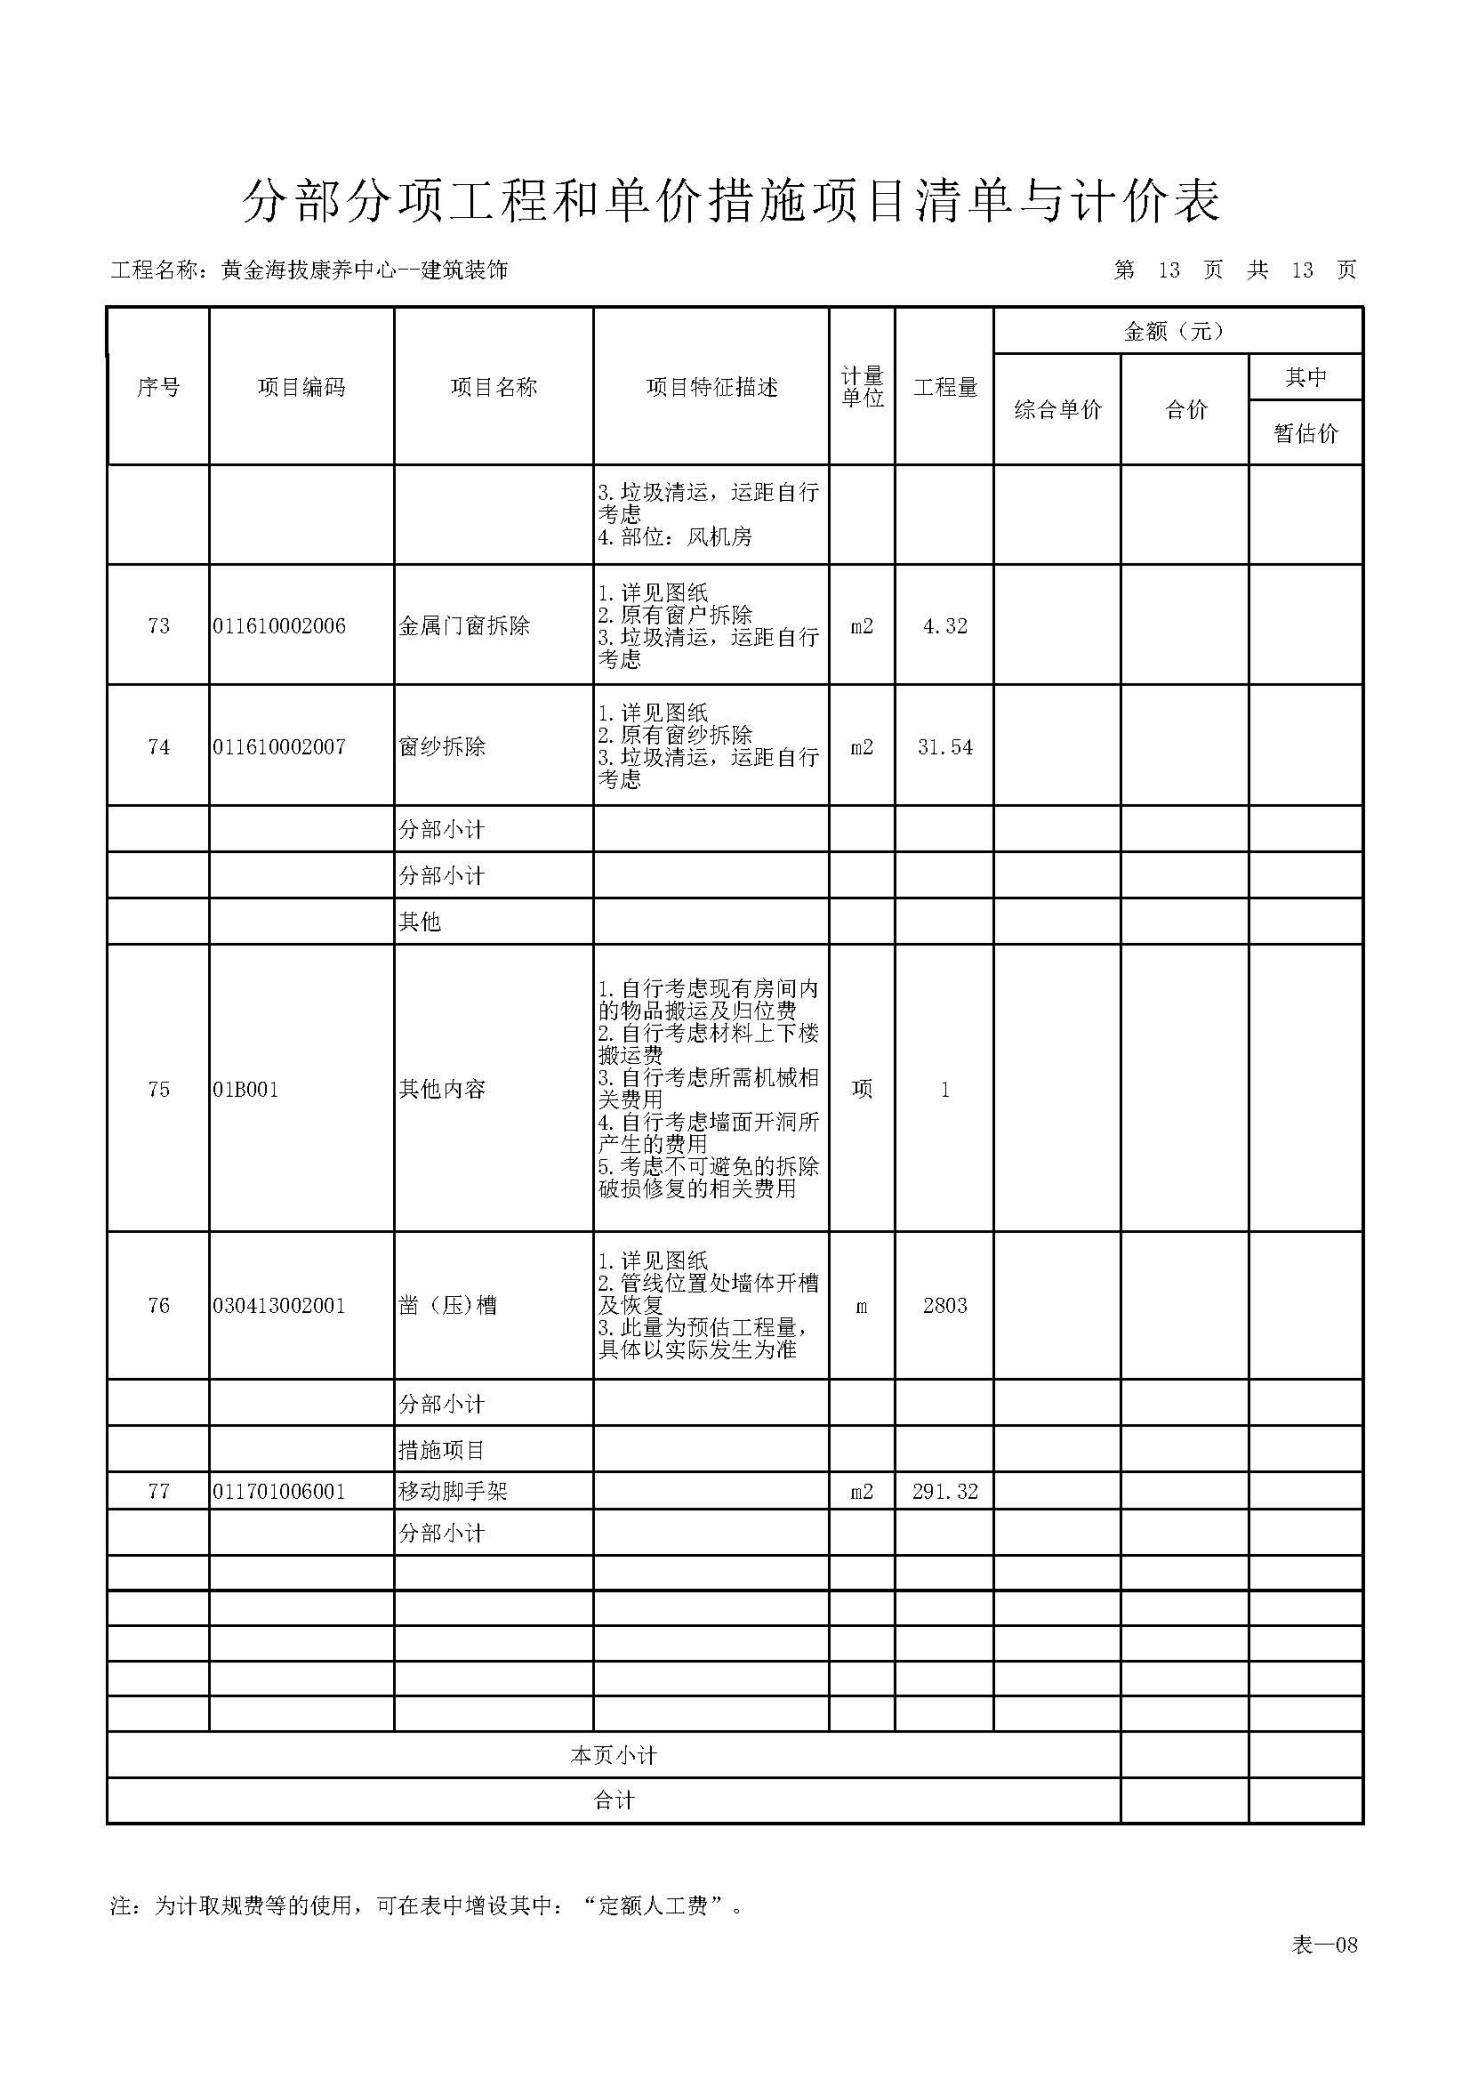 分部分项工程和单价措施项目清单与计价表
工程名称：黄金海拔康养中心--建筑装饰 第 13 页 共 13 页
序号 项目编码 项目名称 项目特征描述 计量单位 工程量 金额（元）
综合单价 合价 其中
暂估价
3.垃圾清运，运距自行
考虑
4.部位：风机房
73 011610002006 金属门窗拆除 1.详见图纸
2.原有窗户拆除
3.垃圾清运，运距自行
考虑
m2 4.32
74 011610002007 窗纱拆除 1.详见图纸
2.原有窗纱拆除
3.垃圾清运，运距自行
考虑
m2 31.54
分部小计
分部小计
其他
75 01B001 其他内容 1.自行考虑现有房间内
的物品搬运及归位费
2.自行考虑材料上下楼
搬运费
3.自行考虑所需机械相
关费用
4.自行考虑墙面开洞所
产生的费用
5.考虑不可避免的拆除
破损修复的相关费用
项 1
76 030413002001 凿（压)槽 1.详见图纸
2.管线位置处墙体开槽
及恢复
3.此量为预估工程量，
具体以实际发生为准
m 2803
分部小计
措施项目
77 011701006001 移动脚手架 m2 291.32
分部小计
本页小计
合计
注：为计取规费等的使用，可在表中增设其中：“定额人工费”。
表—08